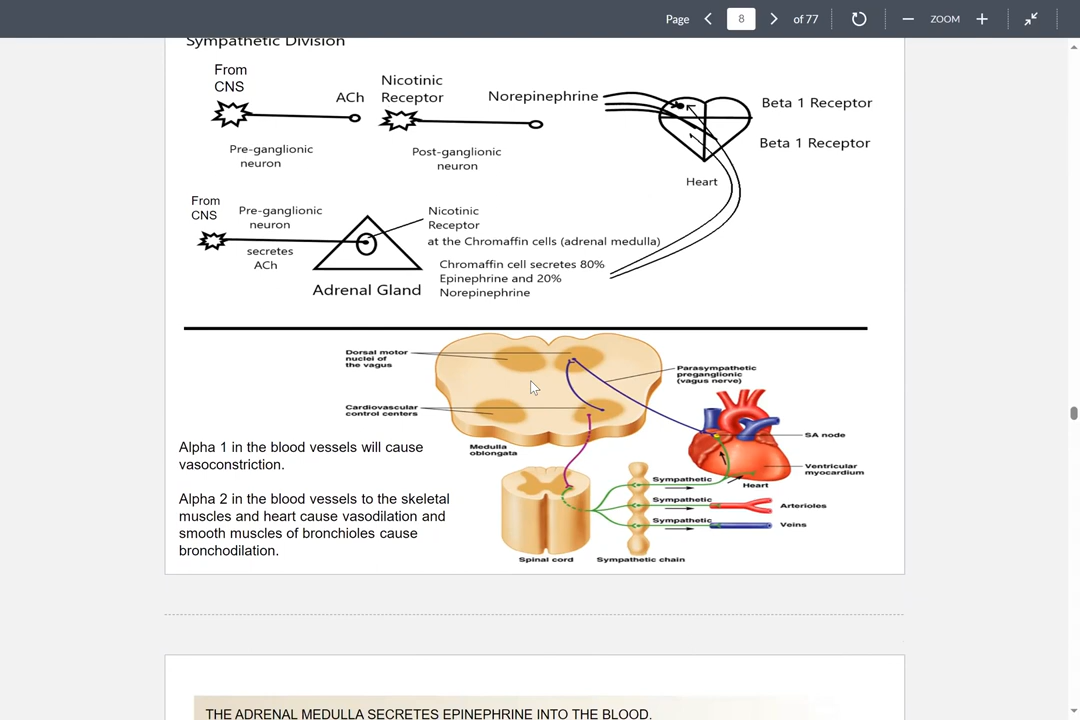 Page 8 of 77 ZOOM
Sympathetic Division
From
CNS
ACh
Nicotinic
Receptor
Norepinephrine
Beta 1 Receptor
Beta 1 Receptor
Pre-ganglionic
neuron
Post-ganglionic
neuron
Heart
From
CNS
Pre-ganglionic
neuron
secretes
ACh
Nicotinic
Receptor
at the Chromaffin cells (adrenal medulla)
Chromaffin cell secretes 80%
Epinephrine and 20%
Norepinephrine
Adrenal Gland
Dorsal motor
nuclei of
the vagus
Parasympathetic
preganglionic
(vagus nerve)
Cardiovascular
control centers
SA node
Medulla
oblongata
Ventricular
myocardium
Heart
Sympathetic
Sympathetic
Arterioles
Sympathetic
Veins
Spinal cord
Sympathetic chain
Alpha 1 in the blood vessels will cause
vasoconstriction.
Alpha 2 in the blood vessels to the skeletal
muscles and heart cause vasodilation and
smooth muscles of bronchioles cause
bronchodilation.
THE ADRENAL MEDULLA SECRETES EPINEPHRINE INTO THE BLOOD.